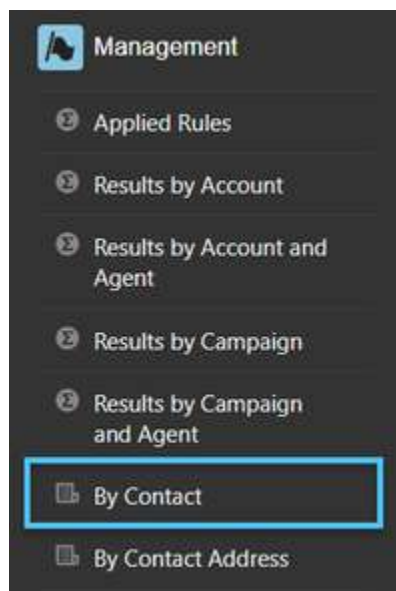 Management
Applied Rules
Results by Account
Results by Account and
Agent
Results by Campaign
Results by Campaign
and Agent
By Contact
By Contact Address